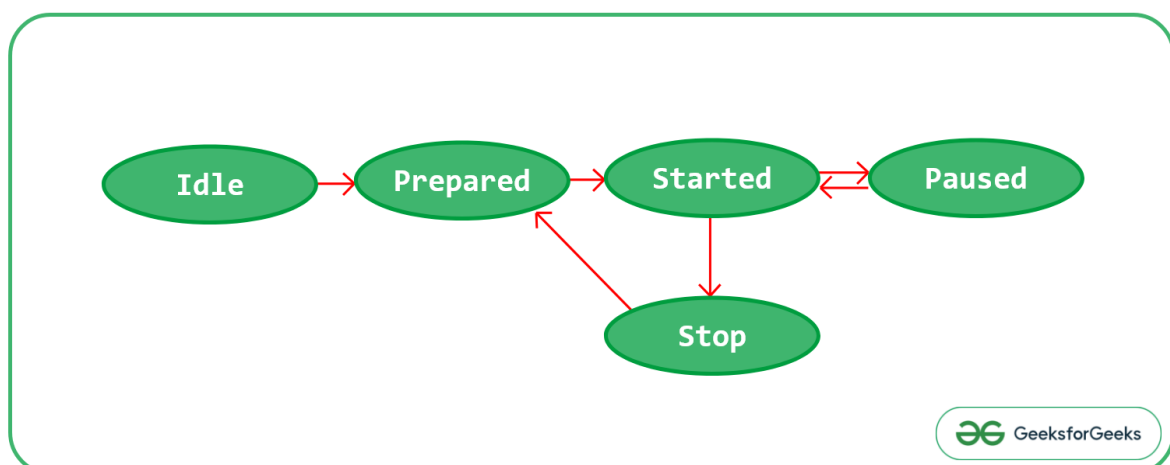 Idle
Prepared
Started
Paused
Stop
GeeksforGeeks